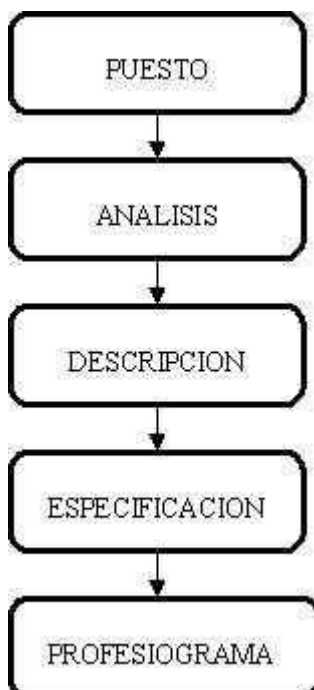 PUESTO
ANALISIS
DESCRIPCION
ESPECIFICACION
PROFESIOGRAMA